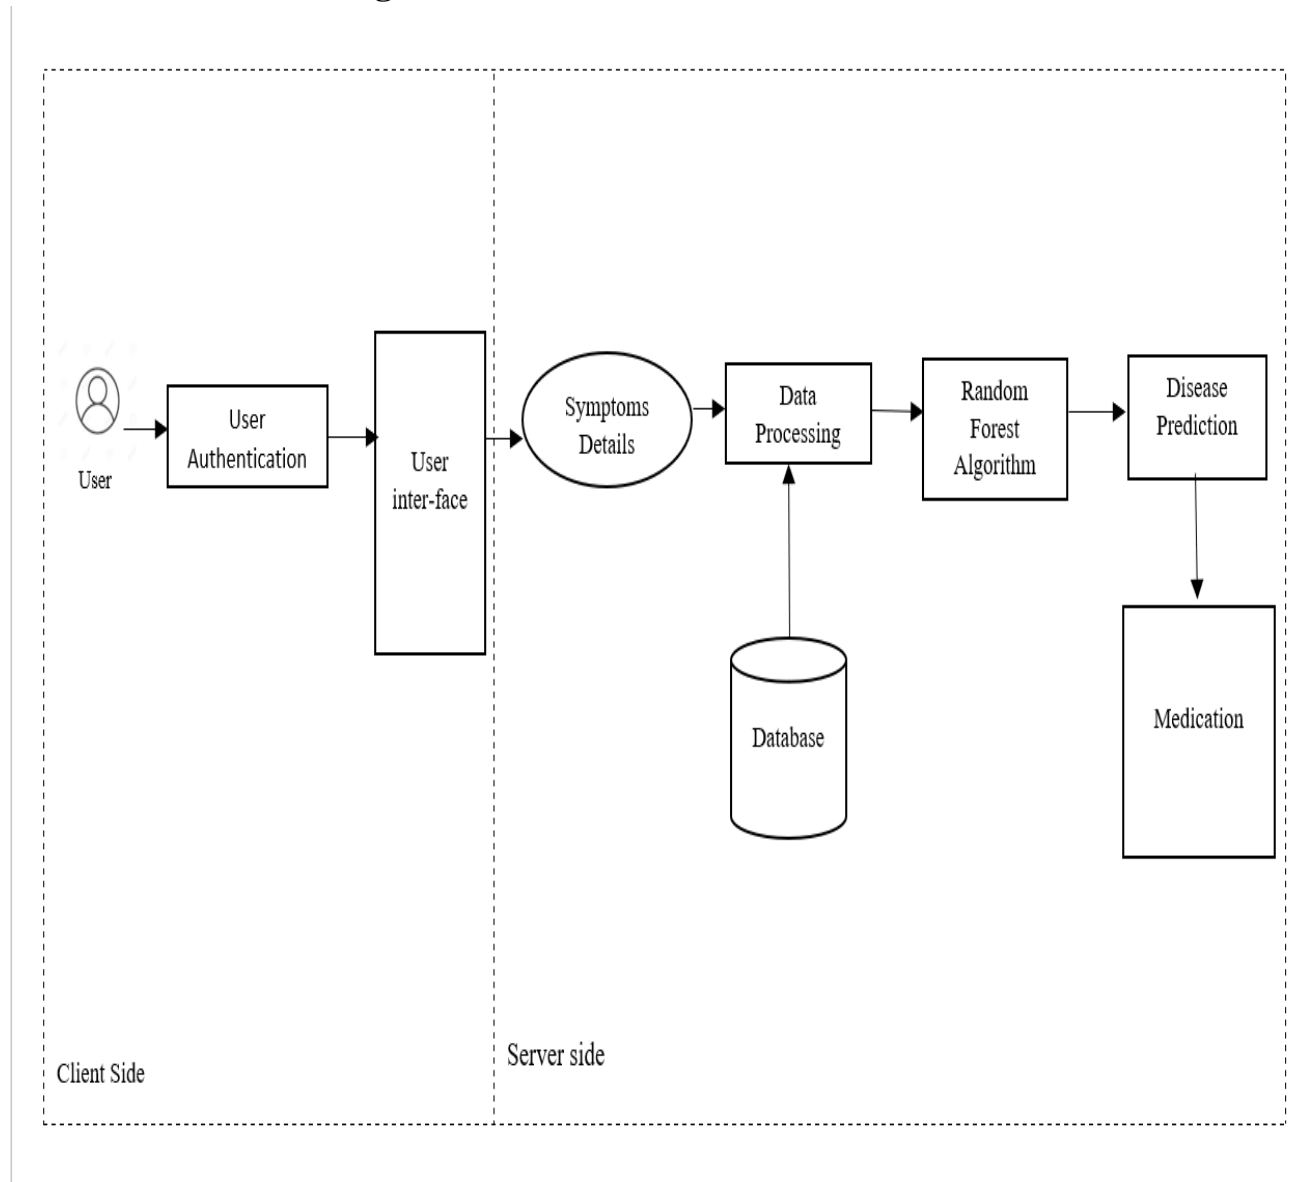 User
User
Authentication
User
inter-face
Symptoms
Details
Data
Processing
Random
Forest
Algorithm
Disease
Prediction
Database
Medication
Client Side
Server side